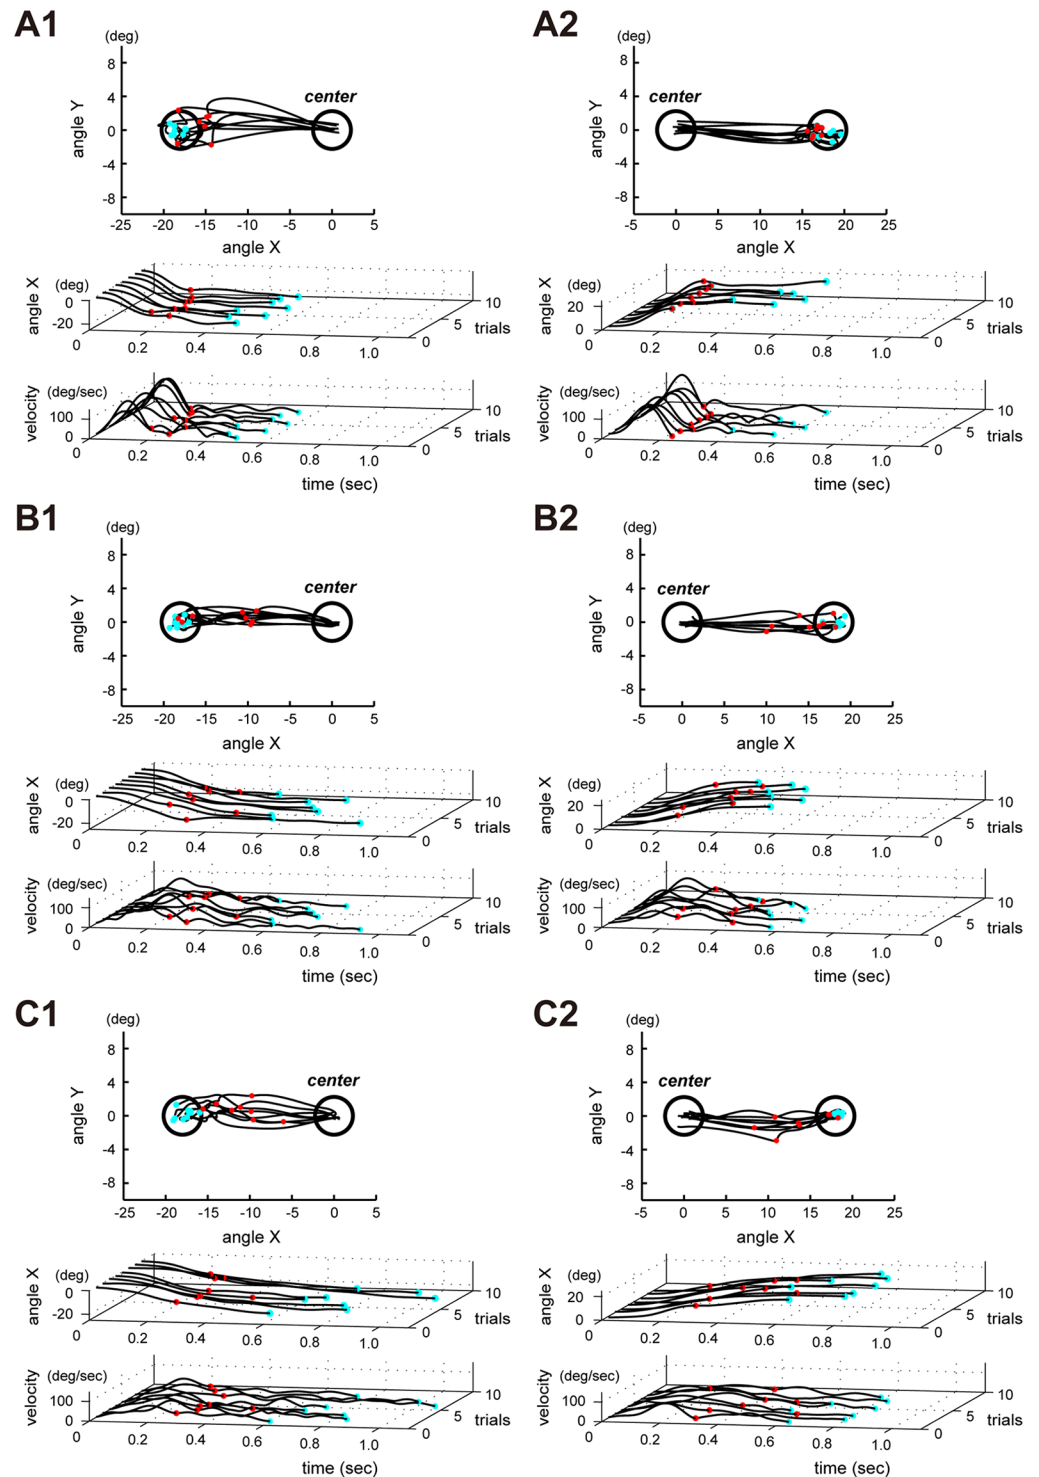 A1
(deg)
8
4
0
-4
-8
angle Y
center
-25 -20 -15 -10 -5 0 5
angle X
angle X
(deg)
0
-20
0 0.2 0.4 0.6 0.8 1.0
0 5 10
trials
velocity
(deg/sec)
100
0
0 0.2 0.4 0.6 0.8 1.0
0 5 10
trials
time (sec)
A2
(deg)
8
4
0
-4
-8
angle Y
center
-5 0 5 10 15 20 25
angle X
angle X
(deg)
20
0
0 0.2 0.4 0.6 0.8 1.0
0 5 10
trials
velocity
(deg/sec)
100
0
0 0.2 0.4 0.6 0.8 1.0
0 5 10
trials
time (sec)
B1
(deg)
8
4
0
-4
-8
angle Y
center
-25 -20 -15 -10 -5 0 5
angle X
angle X
(deg)
0
-20
0 0.2 0.4 0.6 0.8 1.0
0 5 10
trials
velocity
(deg/sec)
100
0
0 0.2 0.4 0.6 0.8 1.0
0 5 10
trials
time (sec)
B2
(deg)
8
4
0
-4
-8
angle Y
center
-5 0 5 10 15 20 25
angle X
angle X
(deg)
20
0
0 0.2 0.4 0.6 0.8 1.0
0 5 10
trials
velocity
(deg/sec)
100
0
0 0.2 0.4 0.6 0.8 1.0
0 5 10
trials
time (sec)
C1
(deg)
8
4
0
-4
-8
angle Y
center
-25 -20 -15 -10 -5 0 5
angle X
angle X
(deg)
0
-20
0 0.2 0.4 0.6 0.8 1.0
0 5 10
trials
velocity
(deg/sec)
100
0
0 0.2 0.4 0.6 0.8 1.0
0 5 10
trials
time (sec)
C2
(deg)
8
4
0
-4
-8
angle Y
center
-5 0 5 10 15 20 25
angle X
angle X
(deg)
20
0
0 0.2 0.4 0.6 0.8 1.0
0 5 10
trials
velocity
(deg/sec)
100
0
0 0.2 0.4 0.6 0.8 1.0
0 5 10
trials
time (sec)